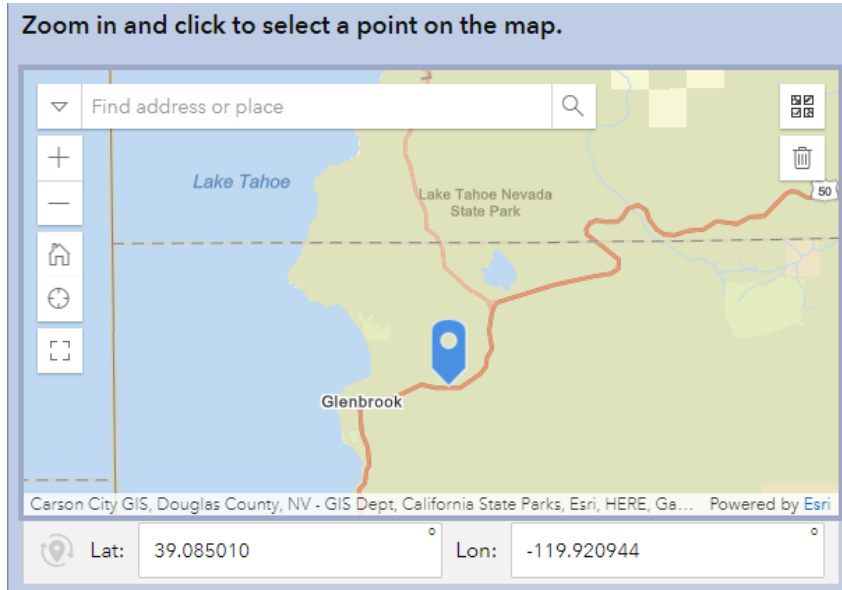 Zoom in and click to select a point on the map.
Find address or place
Lake Tahoe
Lake Tahoe Nevada
State Park
50
Glenbrook
Carson City GIS, Douglas County, NV - GIS Dept, California State Parks, Esri, HERE, Ga... Powered by Esri
Lat: 39.085010 ° Lon: -119.920944 °